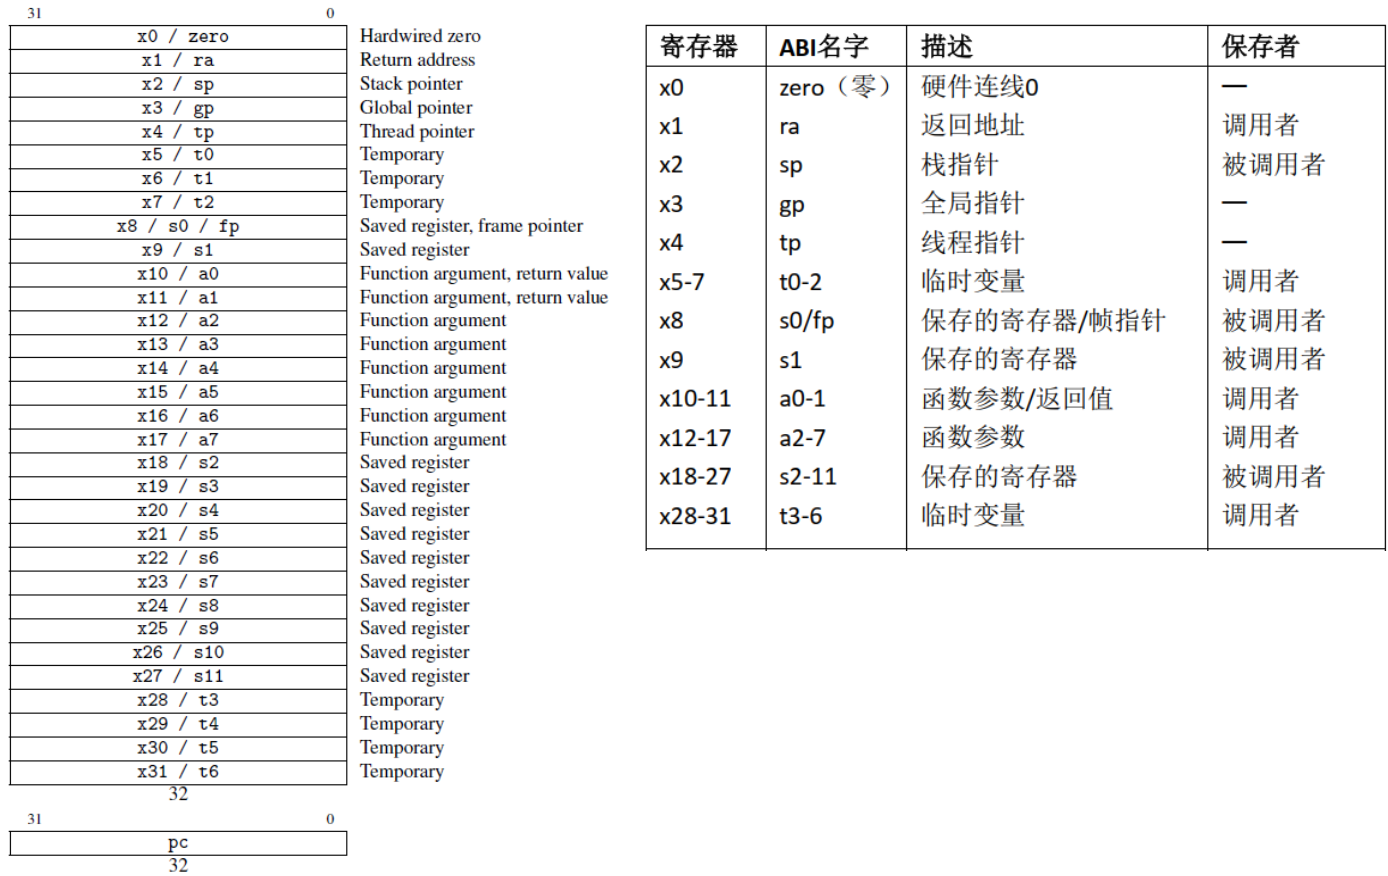 31 0
x0 / zero Hardwired zero
x1 / ra Return address
x2 / sp Stack pointer
x3 / gp Global pointer
x4 / tp Thread pointer
x5 / t0 Temporary
x6 / t1 Temporary
x7 / t2 Temporary
x8 / s0 / fp Saved register, frame pointer
x9 / s1 Saved register
x10 / a0 Function argument, return value
x11 / a1 Function argument, return value
x12 / a2 Function argument
x13 / a3 Function argument
x14 / a4 Function argument
x15 / a5 Function argument
x16 / a6 Function argument
x17 / a7 Function argument
x18 / s2 Saved register
x19 / s3 Saved register
x20 / s4 Saved register
x21 / s5 Saved register
x22 / s6 Saved register
x23 / s7 Saved register
x24 / s8 Saved register
x25 / s9 Saved register
x26 / s10 Saved register
x27 / s11 Saved register
x28 / t3 Temporary
x29 / t4 Temporary
x30 / t5 Temporary
x31 / t6 Temporary
32
31 0
pc
32
寄存器 ABI名字 描述 保存者
x0 zero（零） 硬件连线0 —
x1 ra 返回地址 调用者
x2 sp 栈指针 被调用者
x3 gp 全局指针 —
x4 tp 线程指针 —
x5-7 t0-2 临时变量 调用者
x8 s0/fp 保存的寄存器/帧指针 被调用者
x9 s1 保存的寄存器 被调用者
x10-11 a0-1 函数参数/返回值 调用者
x12-17 a2-7 函数参数 调用者
x18-27 s2-11 保存的寄存器 被调用者
x28-31 t3-6 临时变量 调用者